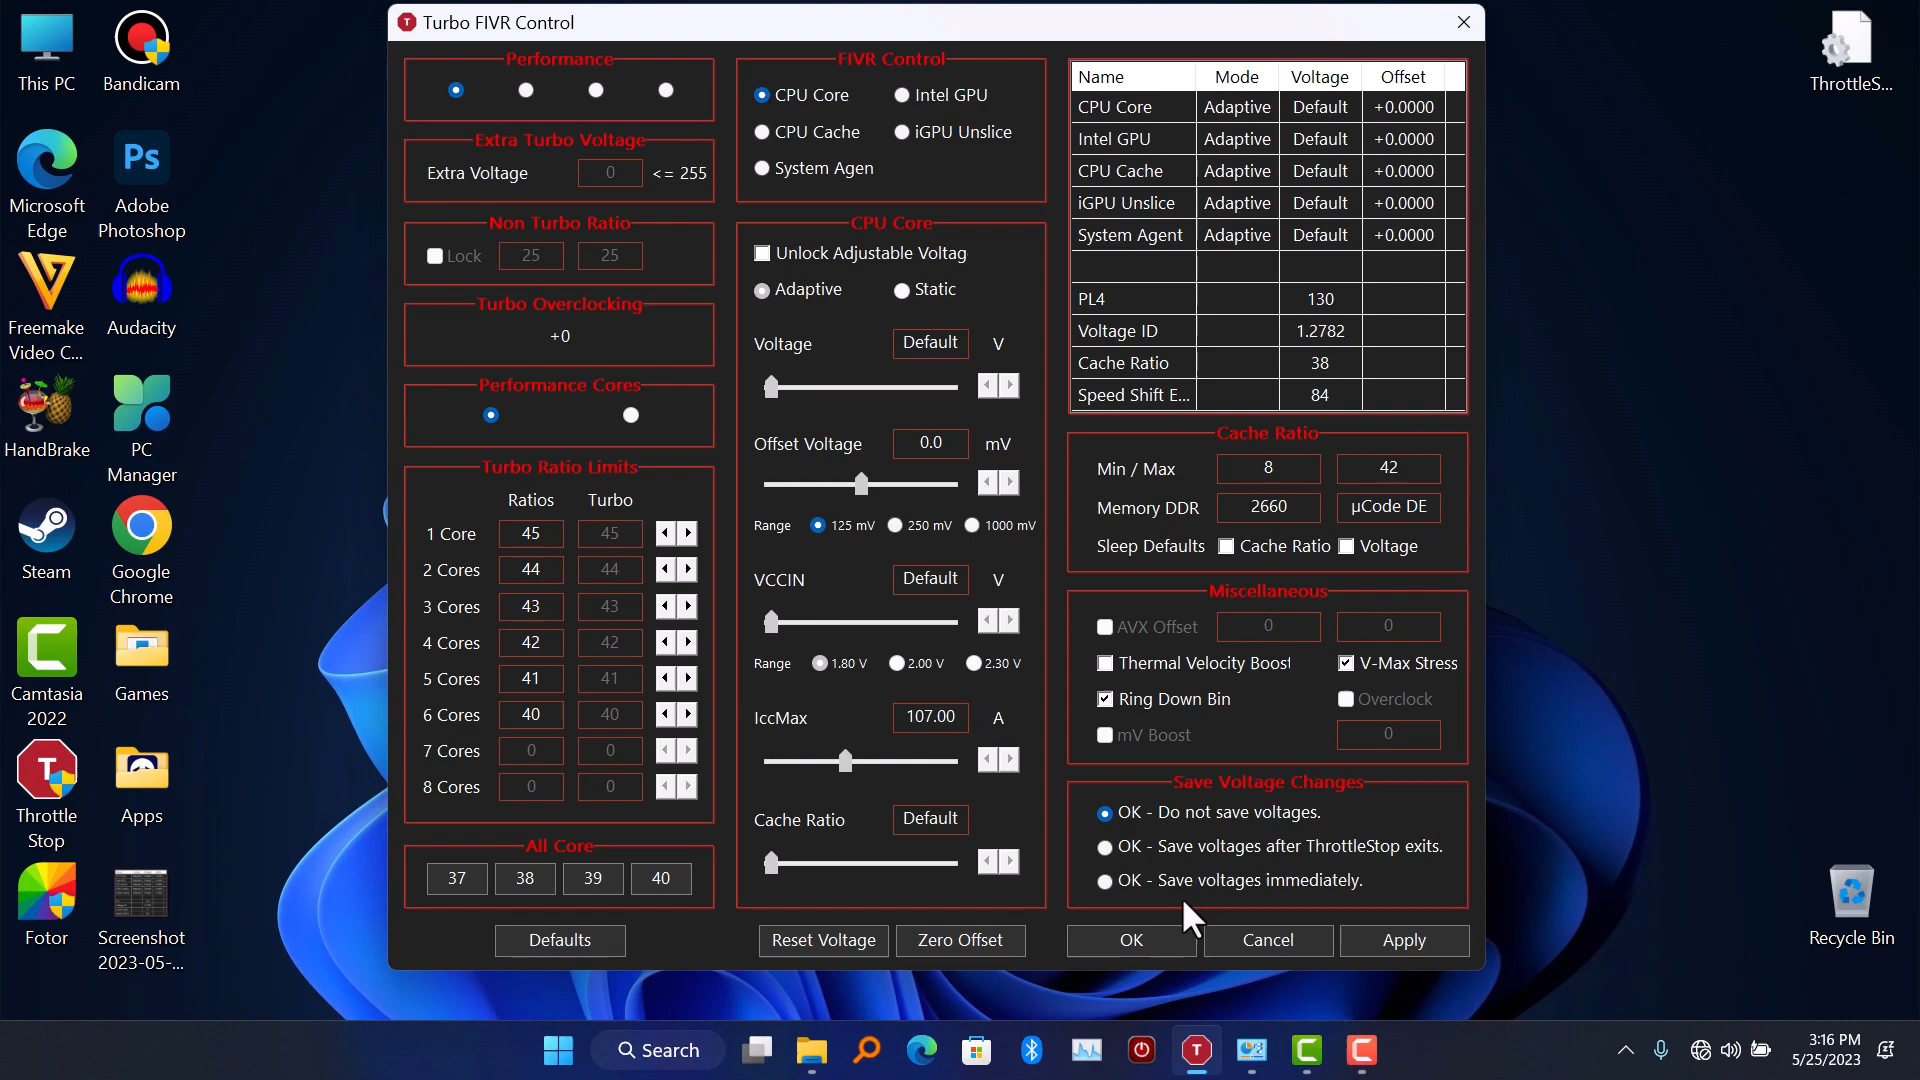 This PC
Bandicam
Microsoft
Edge
Ps
Adobe
Photoshop
Freemake
Video C...
Audacity
HandBrake
PC
Manager
Steam
Google
Chrome
Camtasia
2022
Games
T
Throttle
Stop
Apps
Fotor
Screenshot
2023-05-...
Turbo FIVR Control
Performance
Extra Turbo Voltage
Extra Voltage 0 <= 255
Non Turbo Ratio
Lock 25 25
Turbo Overclocking
+0
Performance Cores
Turbo Ratio Limits
Ratios Turbo
1 Core 45 45
2 Cores 44 44
3 Cores 43 43
4 Cores 42 42
5 Cores 41 41
6 Cores 40 40
7 Cores 0 0
8 Cores 0 0
All Core
37 38 39 40
Defaults
FIVR Control
CPU Core Intel GPU
CPU Cache iGPU Unslice
System Agen
CPU Core
Unlock Adjustable Voltag
Adaptive Static
Voltage Default V
Offset Voltage 0.0 mV
Range 125 mV 250 mV 1000 mV
VCCIN Default V
Range 1.80 V 2.00 V 2.30 V
IccMax 107.00 A
Cache Ratio Default
Reset Voltage Zero Offset
Name Mode Voltage Offset
CPU Core Adaptive Default +0.0000
Intel GPU Adaptive Default +0.0000
CPU Cache Adaptive Default +0.0000
iGPU Unslice Adaptive Default +0.0000
System Agent Adaptive Default +0.0000
PL4 130
Voltage ID 1.2782
Cache Ratio 38
Speed Shift E... 84
Cache Ratio
Min / Max 8 42
Memory DDR 2660 µCode DE
Sleep Defaults Cache Ratio Voltage
Miscellaneous
AVX Offset 0 0
Thermal Velocity Boost V-Max Stress
Ring Down Bin Overclock
mV Boost 0
Save Voltage Changes
OK - Do not save voltages.
OK - Save voltages after ThrottleStop exits.
OK - Save voltages immediately.
OK Cancel Apply
ThrottleS...
Recycle Bin
Search
3:16 PM
5/25/2023